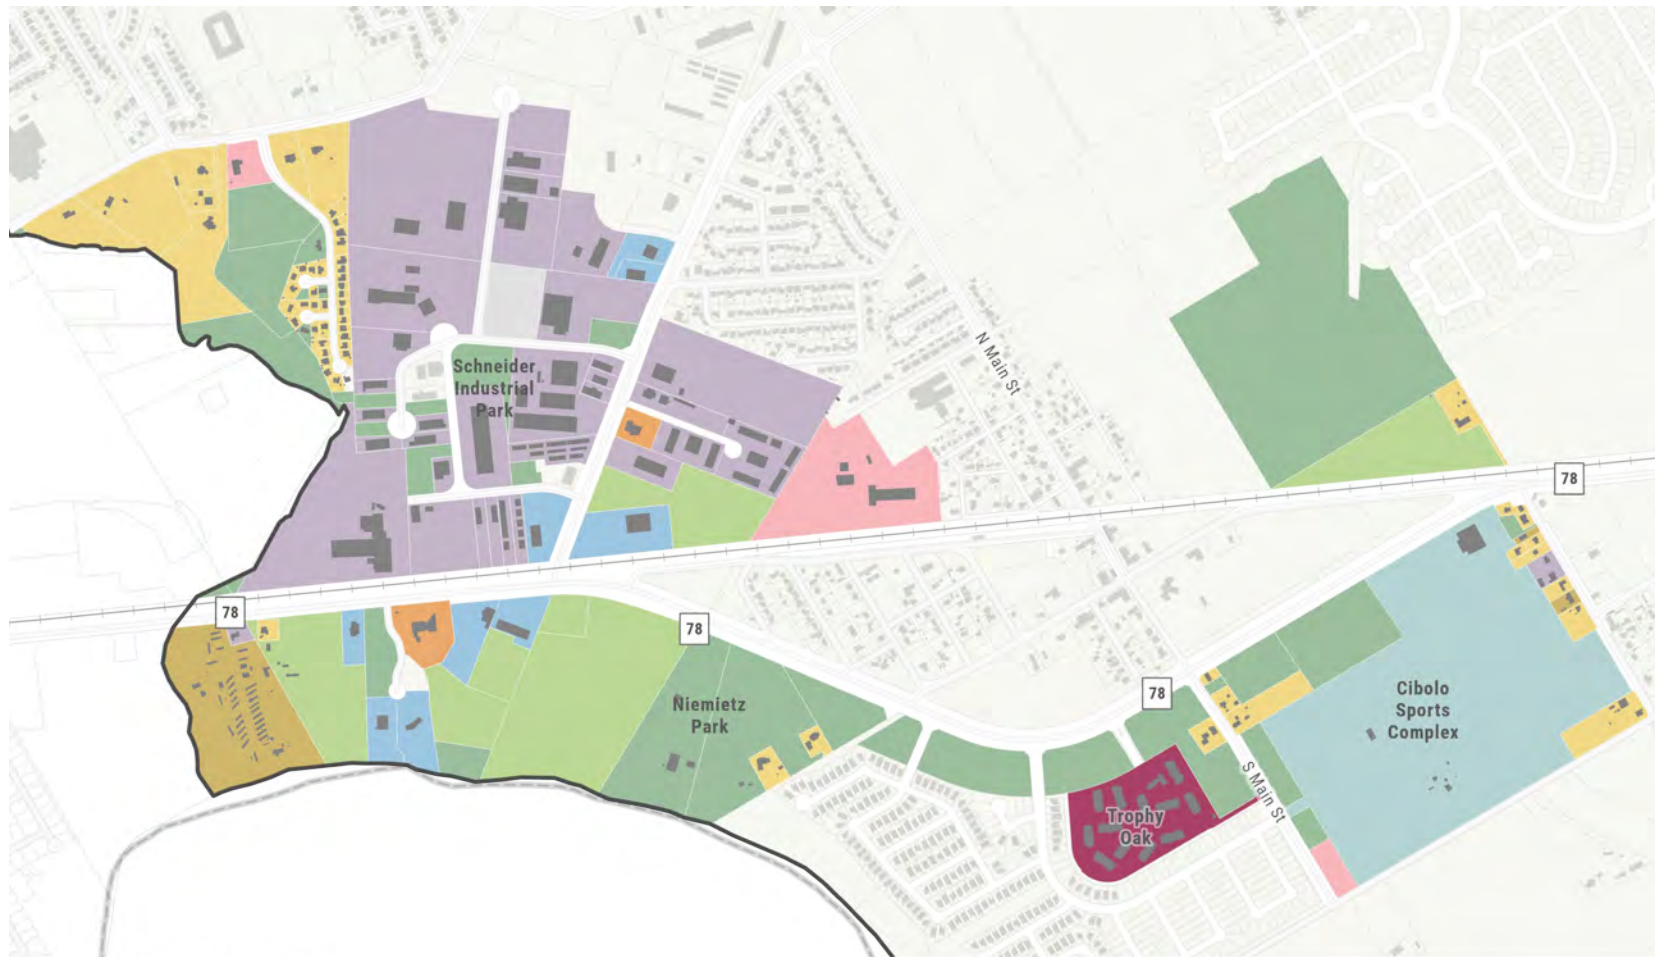 N Main St
Schneider
Industrial
Park
78
78
78
78
Niemietz
Park
Cibolo
Sports
Complex
S Main St
Trophy
Oak